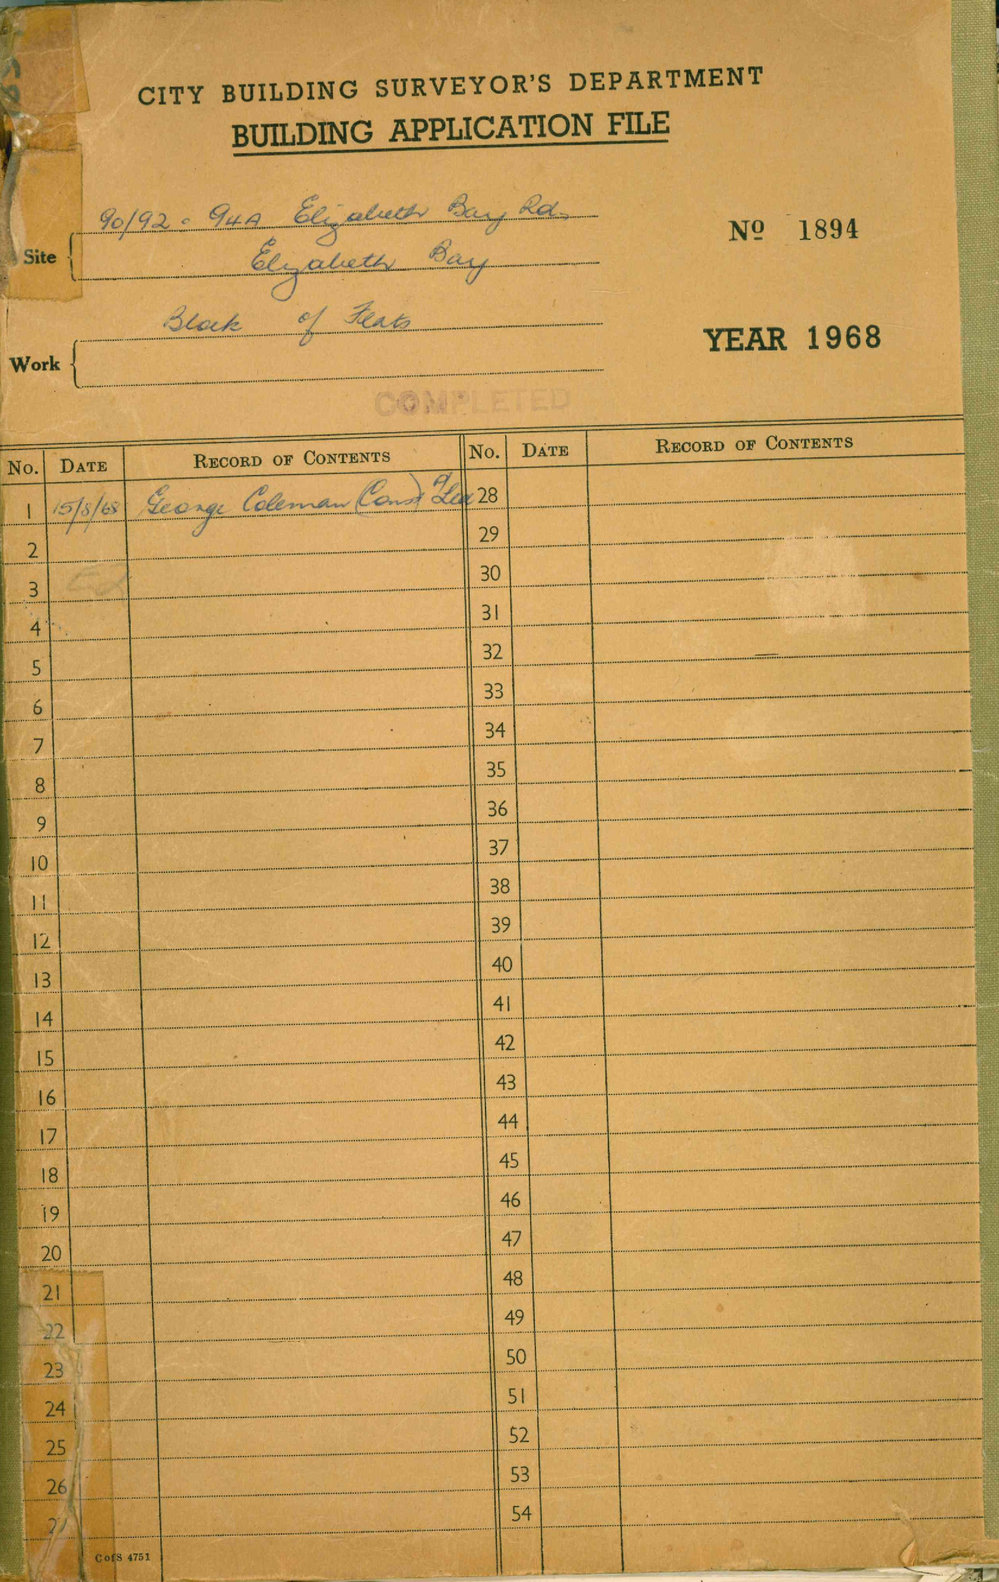 CITY BUILDING SURVEYOR'S DEPARTMENT
BUILDING APPLICATION FILE
90/92 - 94A Elizabeth Bay Rd.
Site
Elizabeth Bay
Nº 1894
Block of Flats
Work
YEAR 1968
COMPLETED
No. DATE RECORD OF CONTENTS No. DATE RECORD OF CONTENTS
1 15/8/68 George Coleman (Const) P/L 28
2 29
3 30
4 31
5 32
6 33
7 34
8 35
9 36
10 37
11 38
12 39
13 40
14 41
15 42
16 43
17 44
18 45
19 46
20 47
21 48
22 49
23 50
24 51
25 52
26 53
27 54
C of S 4751